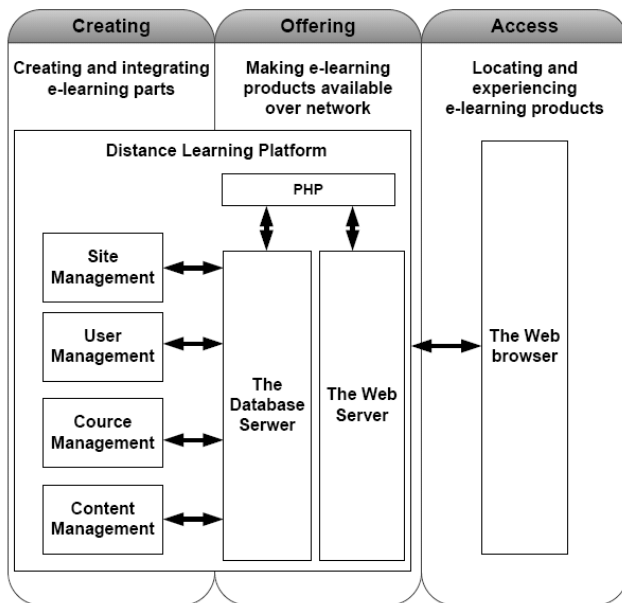 Creating
Offering
Access
Creating and integrating
e-learning parts
Making e-learning
products available
over network
Locating and
experiencing
e-learning products
Distance Learning Platform
PHP
Site
Management
User
Management
Cource
Management
Content
Management
The
Database
Serwer
The Web
Server
The Web
browser